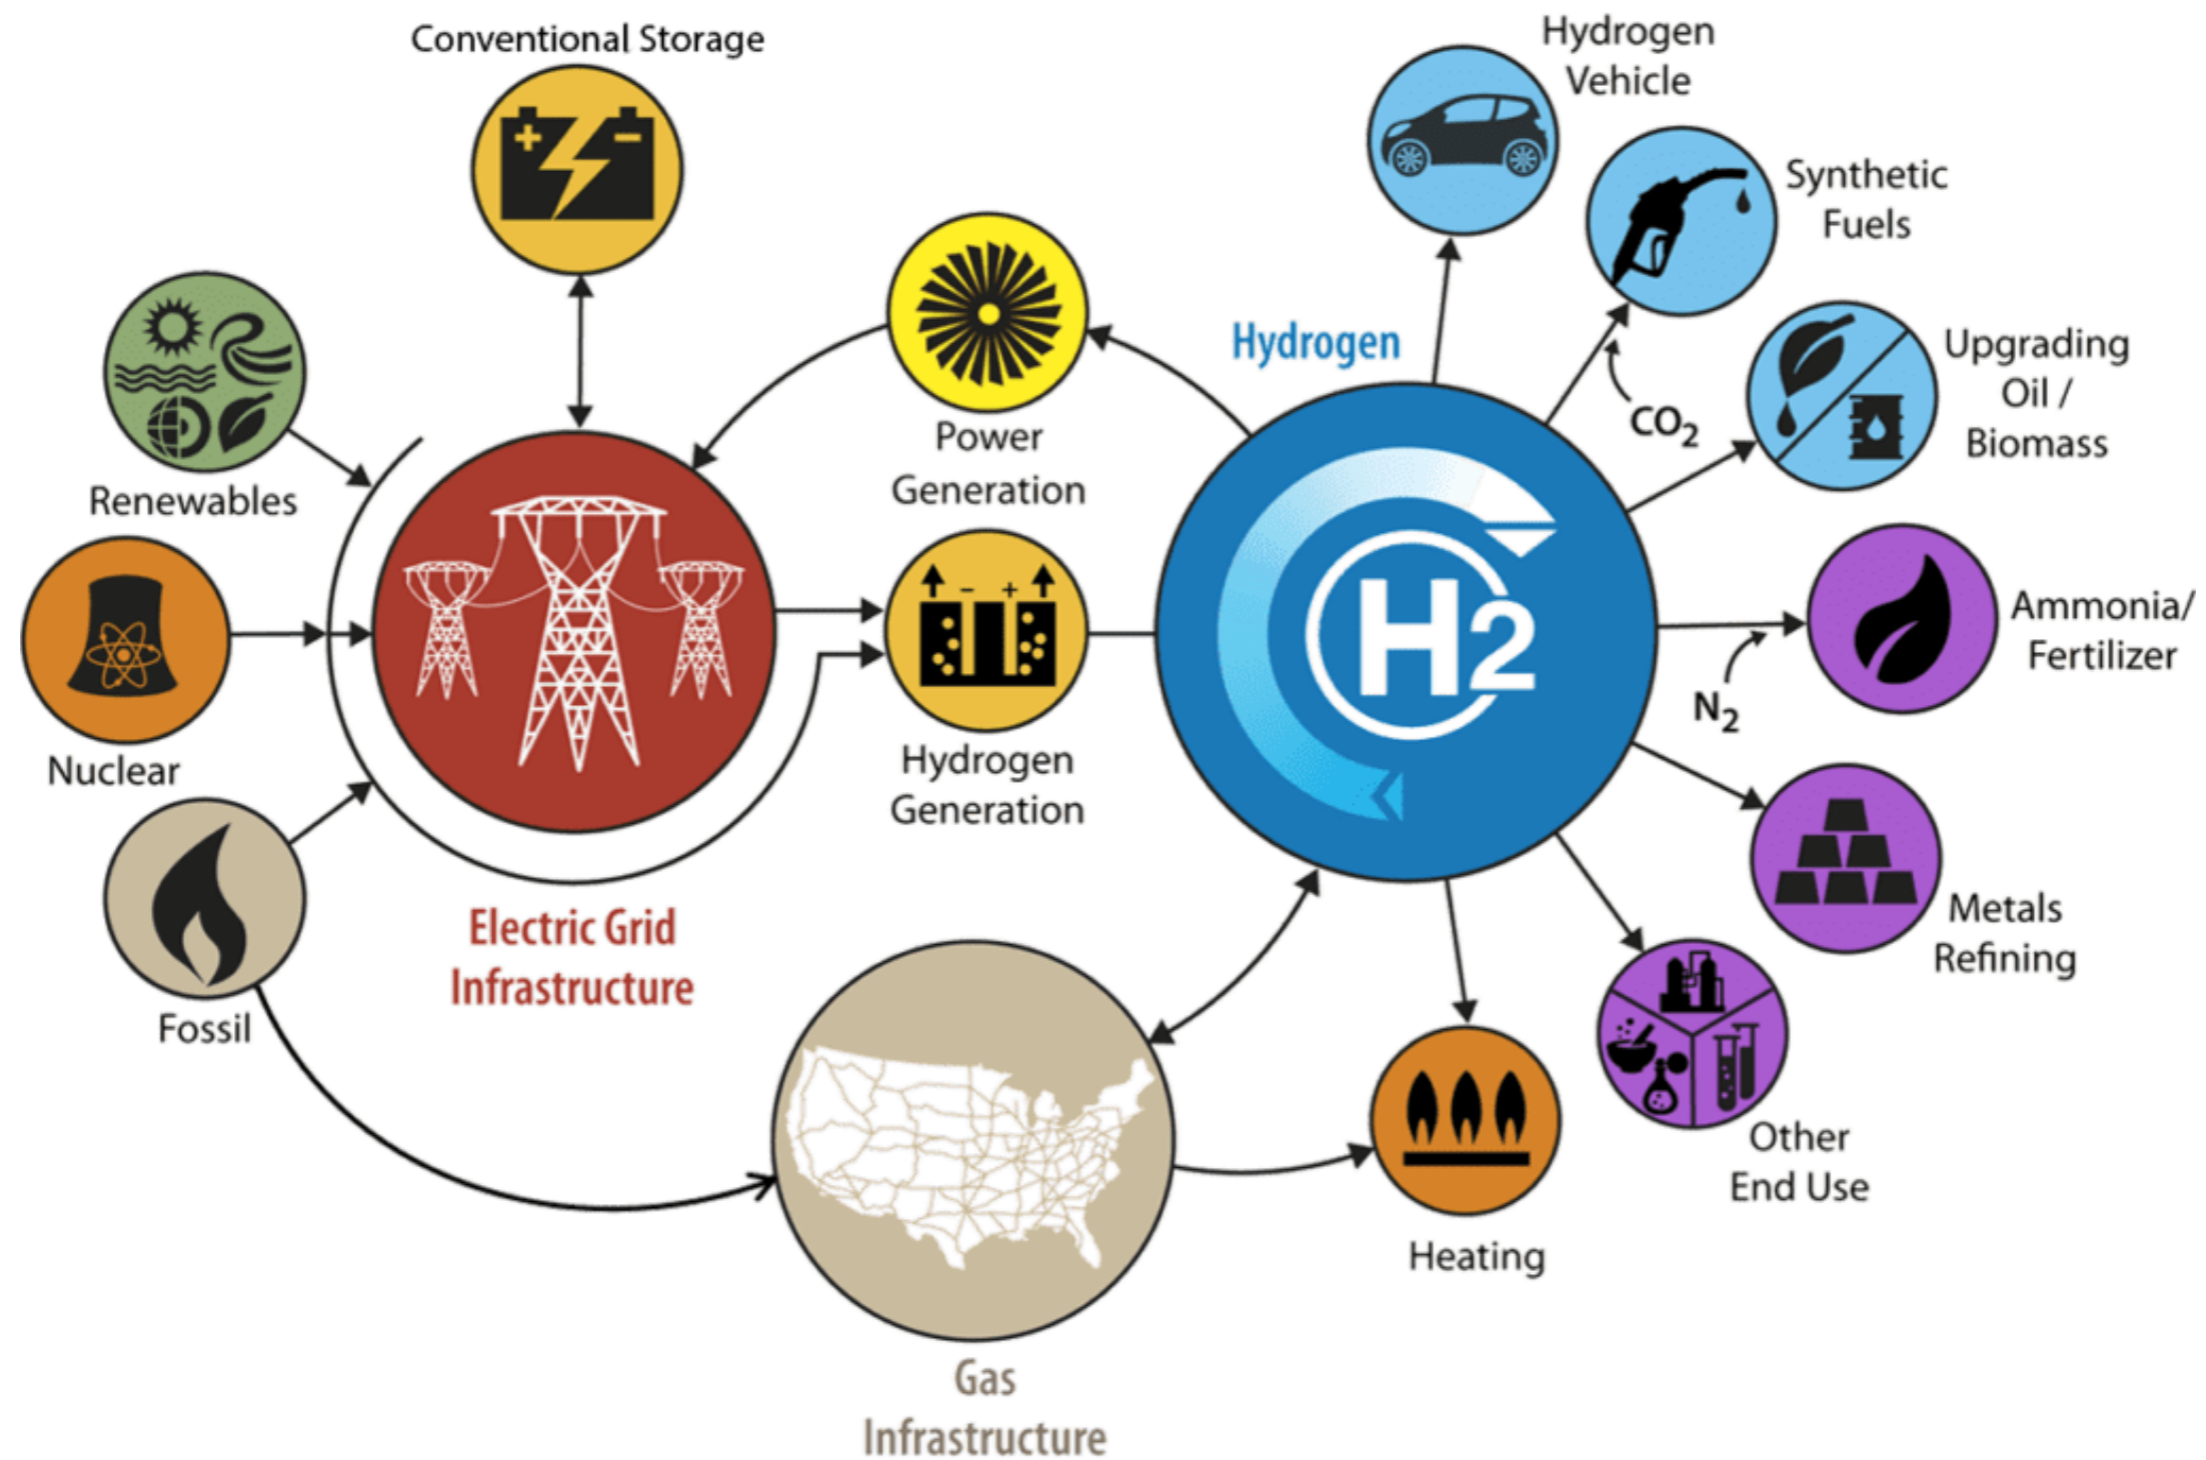 Conventional Storage
Hydrogen
Vehicle
Synthetic
Fuels
Hydrogen
Upgrading
Oil /
Biomass
CO₂
Renewables
Power
Generation
H2
Ammonia/
Fertilizer
N₂
Nuclear
Hydrogen
Generation
Metals
Refining
Electric Grid
Infrastructure
Fossil
Other
End Use
Heating
Gas
Infrastructure